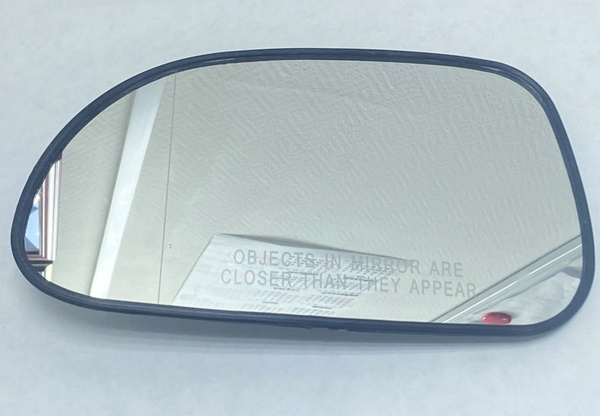 OBJECTS IN MIRROR ARE
CLOSER THAN THEY APPEAR